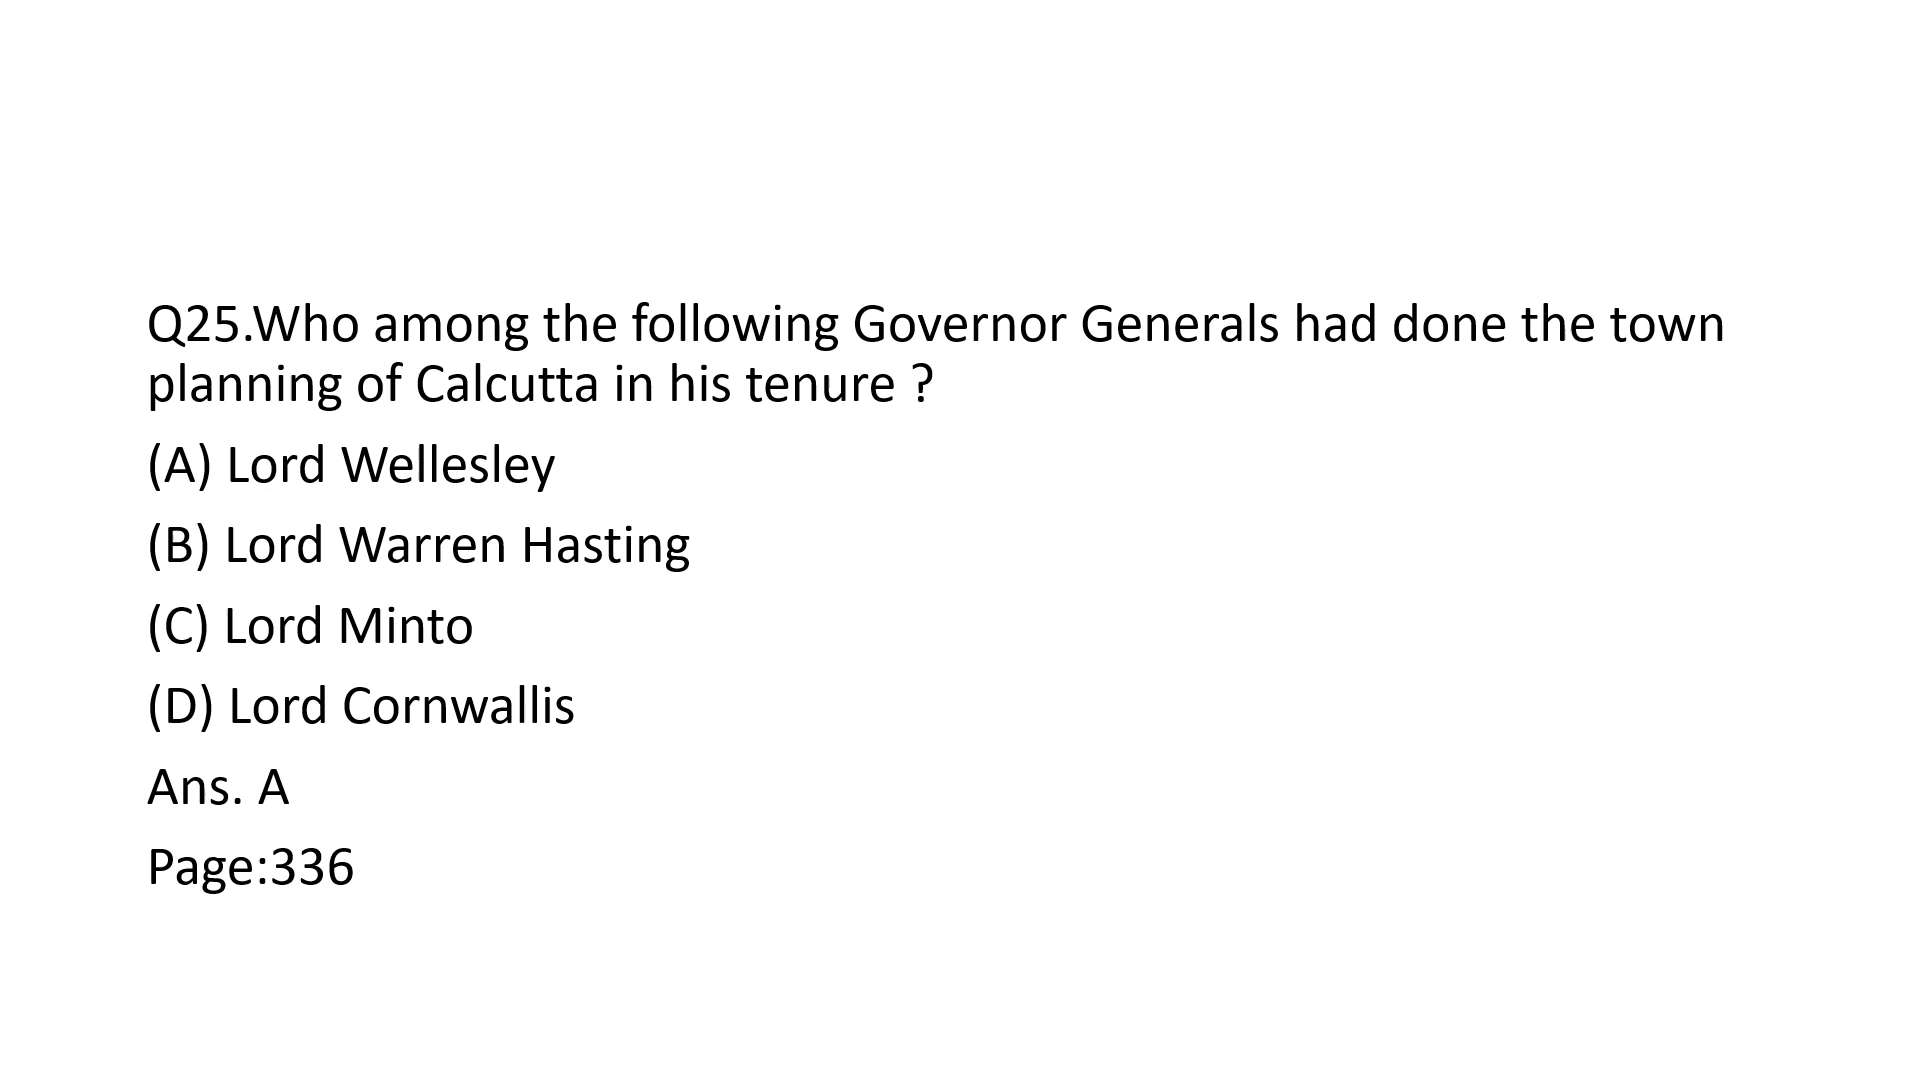 Q25.Who among the following Governor Generals had done the town
planning of Calcutta in his tenure ?
(A) Lord Wellesley
(B) Lord Warren Hasting
(C) Lord Minto
(D) Lord Cornwallis
Ans. A
Page:336